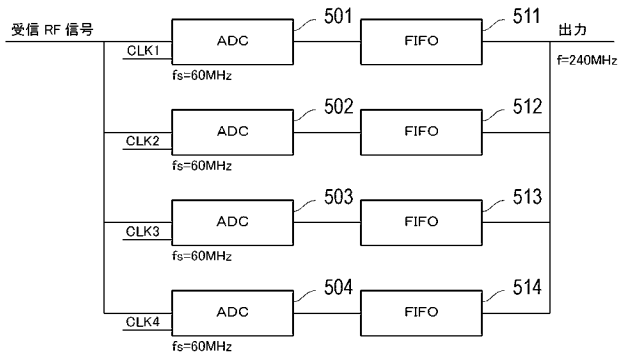 受信 RF 信号
CLK1
ADC
fs=60MHz
501
FIFO
511
出力
f=240MHz
CLK2
ADC
fs=60MHz
502
FIFO
512
CLK3
ADC
fs=60MHz
503
FIFO
513
CLK4
ADC
fs=60MHz
504
FIFO
514